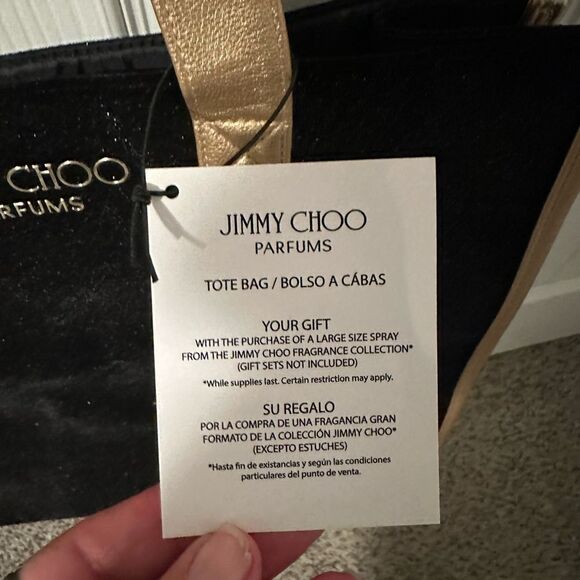 CHOO
RFUMS
JIMMY CHOO
PARFUMS
TOTE BAG / BOLSO A CÁBAS
YOUR GIFT
WITH THE PURCHASE OF A LARGE SIZE SPRAY
FROM THE JIMMY CHOO FRAGRANCE COLLECTION*
(GIFT SETS NOT INCLUDED)
*While supplies last. Certain restriction may apply.
SU REGALO
POR LA COMPRA DE UNA FRAGANCIA GRAN
FORMATO DE LA COLECCIÓN JIMMY CHOO*
(EXCEPTO ESTUCHES)
*Hasta fin de existancias y según las condiciones
particulares del punto de venta.